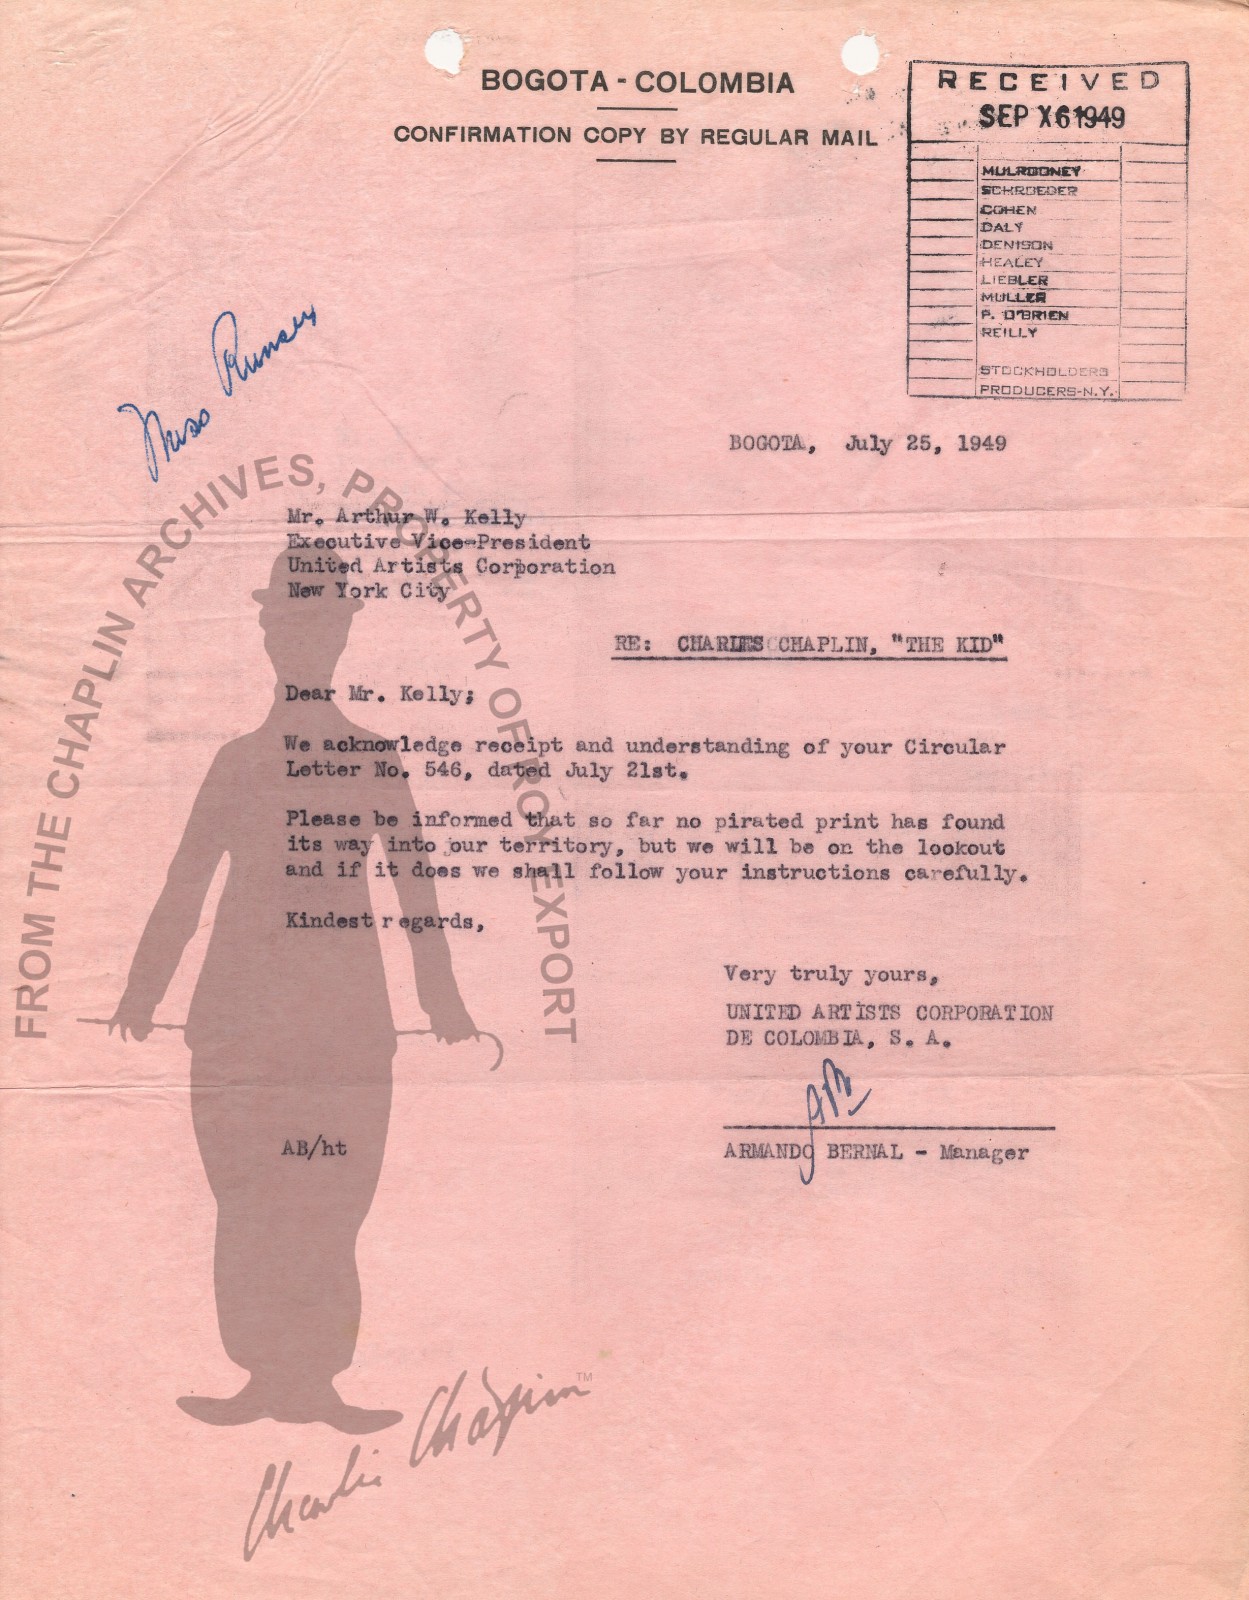 BOGOTA - COLOMBIA
CONFIRMATION COPY BY REGULAR MAIL
RECEIVED
SEP X6 1949
MULROONEY
SCHROEDER
COHEN
DALY
DENISON
HEALEY
LIEBLER
MULLER
P. O'BRIEN
REILLY
STOCKHOLDERS
PRODUCERS-N.Y.
Miss
BOGOTA, July 25, 1949
Mr. Arthur W. Kelly
Executive Vice-President
United Artists Corporation
New York City
RE: CHARLES CHAPLIN, "THE KID"
Dear Mr. Kelly;
We acknowledge receipt and understanding of your Circular
Letter No. 546, dated July 21st.
Please be informed that so far no pirated print has found
its way into our territory, but we will be on the lookout
and if it does we shall follow your instructions carefully.
Kindest regards,
Very truly yours,
UNITED ARTISTS CORPORATION
DE COLOMBIA, S. A.
AB/ht
ARMANDO BERNAL - Manager
FROM THE CHAPLIN ARCHIVES, PROPERTY OF ROY EXPORT
Charlie Chaplin TM